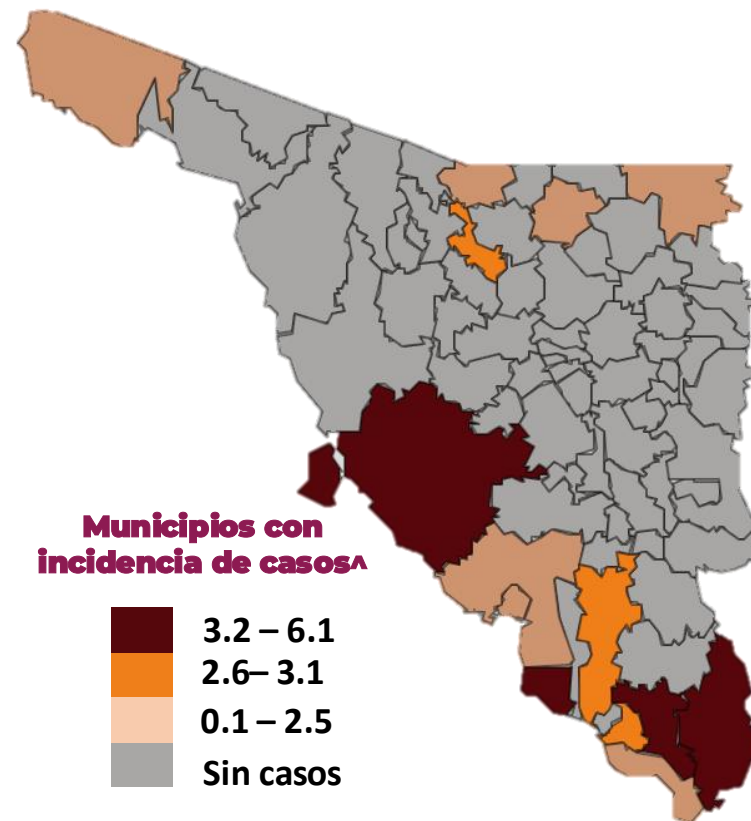 Municipios con
incidencia de casos^
3.2 – 6.1
2.6– 3.1
0.1 – 2.5
Sin casos